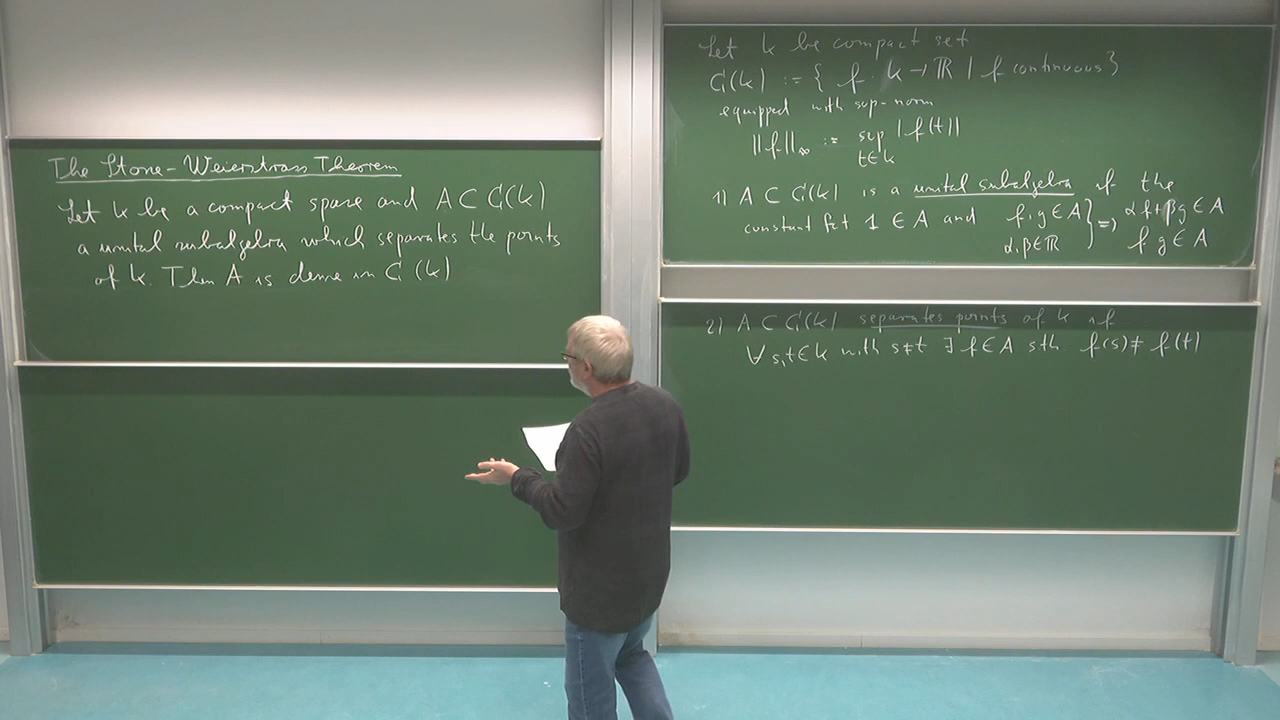 The Stone-Weierstrass Theorem
Let K be a compact space and A ⊂ C(K)
a unital subalgebra which separates the points
of K. Then A is dense in C(K)
Let K be compact set
C(K) := { f : K → ℝ | f continuous }
equipped with sup-norm
||f||∞ := sup |f(t)|
t∈K
1) A ⊂ C(K) is a unital subalgebra if the
constant fct 1 ∈ A and f, g ∈ A } => αf+βg ∈ A
α, β ∈ ℝ f g ∈ A
2) A ⊂ C(K) separates points of K if
∀ s,t ∈ K with s≠t ∃ f ∈ A sth f(s) ≠ f(t)